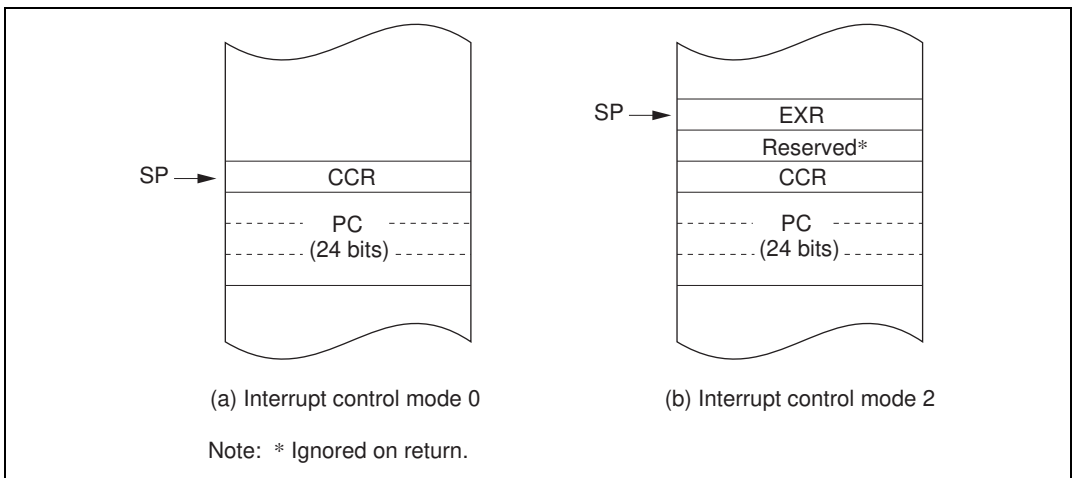 SP
CCR
PC
(24 bits)
(a) Interrupt control mode 0
SP
EXR
Reserved*
CCR
PC
(24 bits)
(b) Interrupt control mode 2
Note: * Ignored on return.